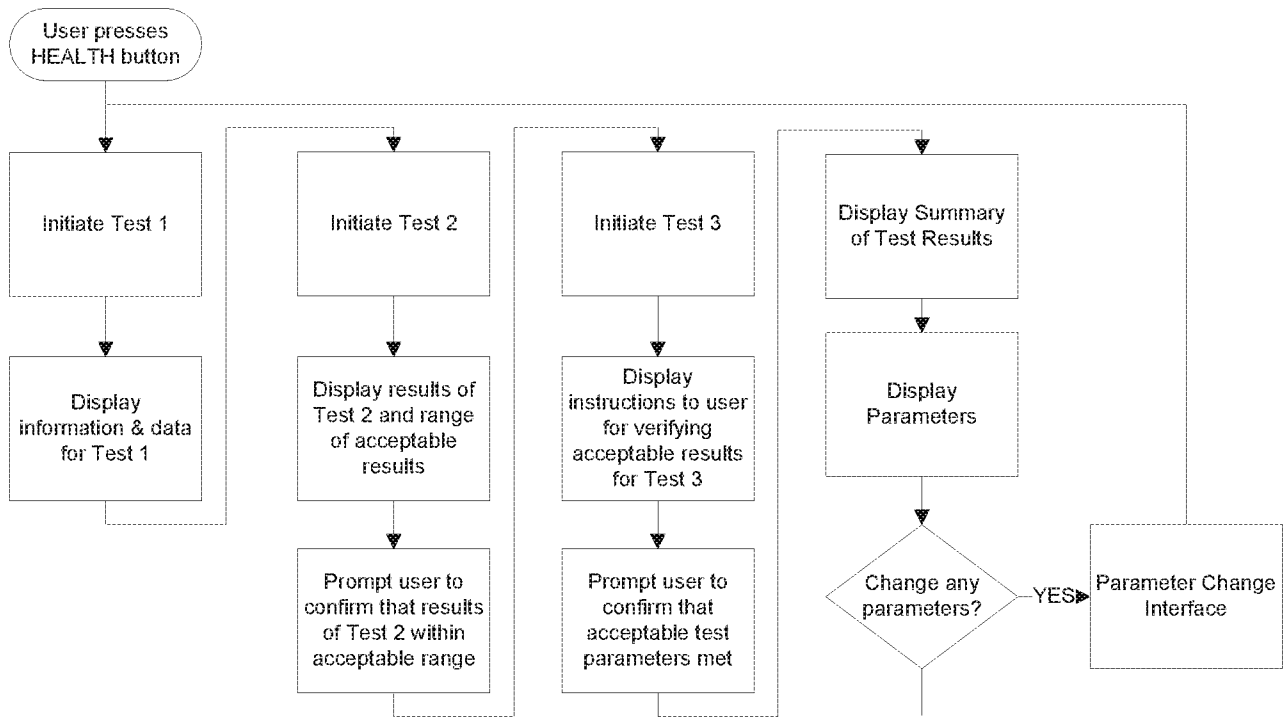 User presses
HEALTH button
Initiate Test 1
Display
information & data
for Test 1
Initiate Test 2
Display results of
Test 2 and range
of acceptable
results
Prompt user to
confirm that results
of Test 2 within
acceptable range
Initiate Test 3
Display
instructions to user
for verifying
acceptable results
for Test 3
Prompt user to
confirm that
acceptable test
parameters met
Display Summary
of Test Results
Display
Parameters
Change any
parameters?
YES
Parameter Change
Interface